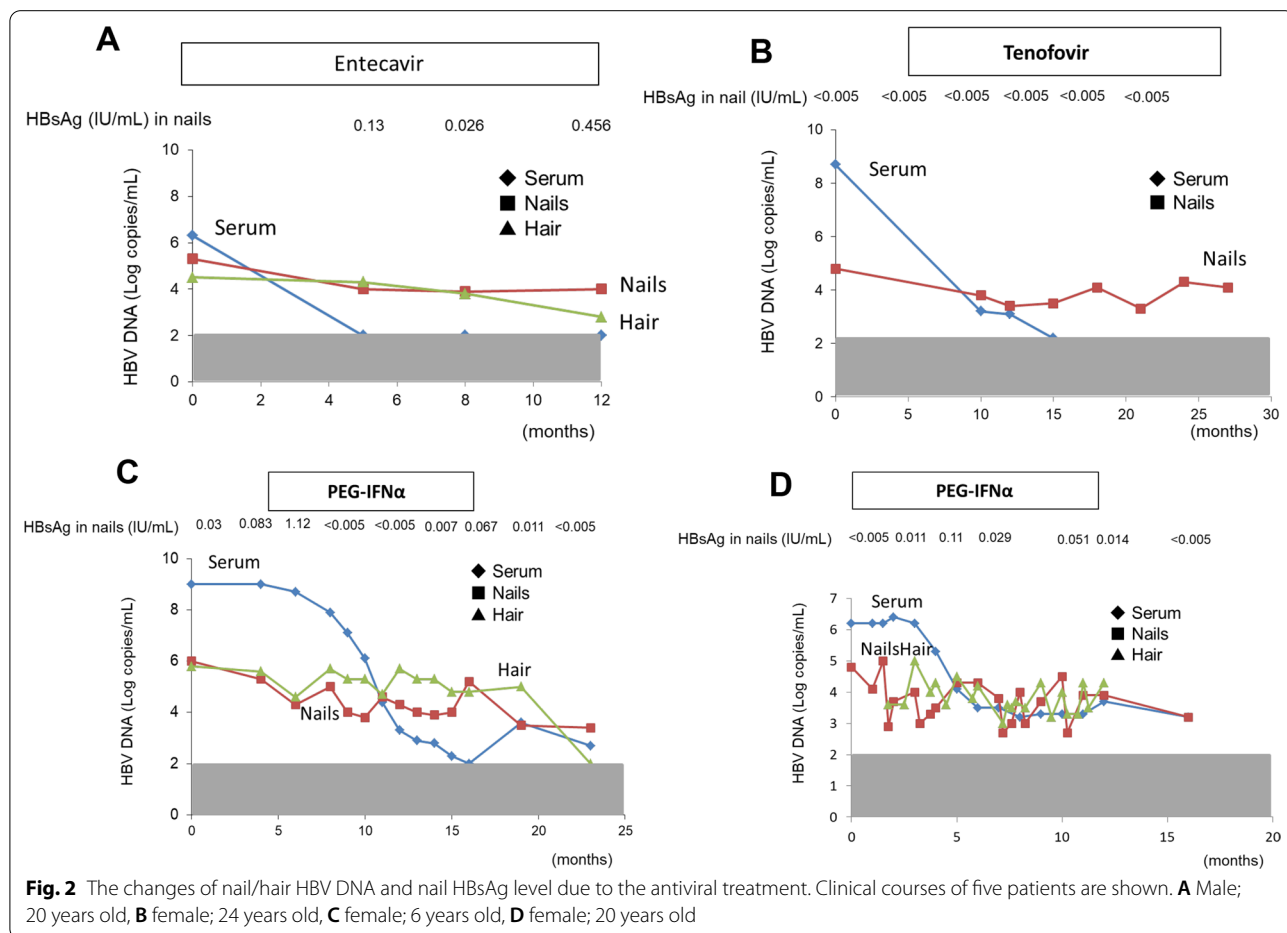 A
Entecavir
HBsAg (IU/mL) in nails
0.13 0.026 0.456
HBV DNA (Log copies/mL)
10
8
6
4
2
0
Serum
Serum
Nails
Hair
Nails
Hair
0 2 4 6 8 10 12
(months)
B
Tenofovir
HBsAg in nail (IU/mL) <0.005 <0.005 <0.005 <0.005 <0.005 <0.005
HBV DNA (Log copies/mL)
10
8
6
4
2
0
Serum
Serum
Nails
Nails
0 5 10 15 20 25 30
(months)
C
PEG-IFNα
HBsAg in nails (IU/mL) 0.03 0.083 1.12 <0.005 <0.005 0.007 0.067 0.011 <0.005
HBV DNA (Log copies/mL)
10
8
6
4
2
0
Serum
Serum
Nails
Hair
Hair
Nails
0 5 10 15 20 25
(months)
D
PEG-IFNα
HBsAg in nails (IU/mL) <0.005 0.011 0.11 0.029 0.051 0.014 <0.005
HBV DNA (Log copies/mL)
7
6
5
4
3
2
1
0
Serum
NailsHair
Serum
Nails
Hair
0 5 10 15 20
(months)
Fig. 2 The changes of nail/hair HBV DNA and nail HBsAg level due to the antiviral treatment. Clinical courses of five patients are shown. A Male;
20 years old, B female; 24 years old, C female; 6 years old, D female; 20 years old